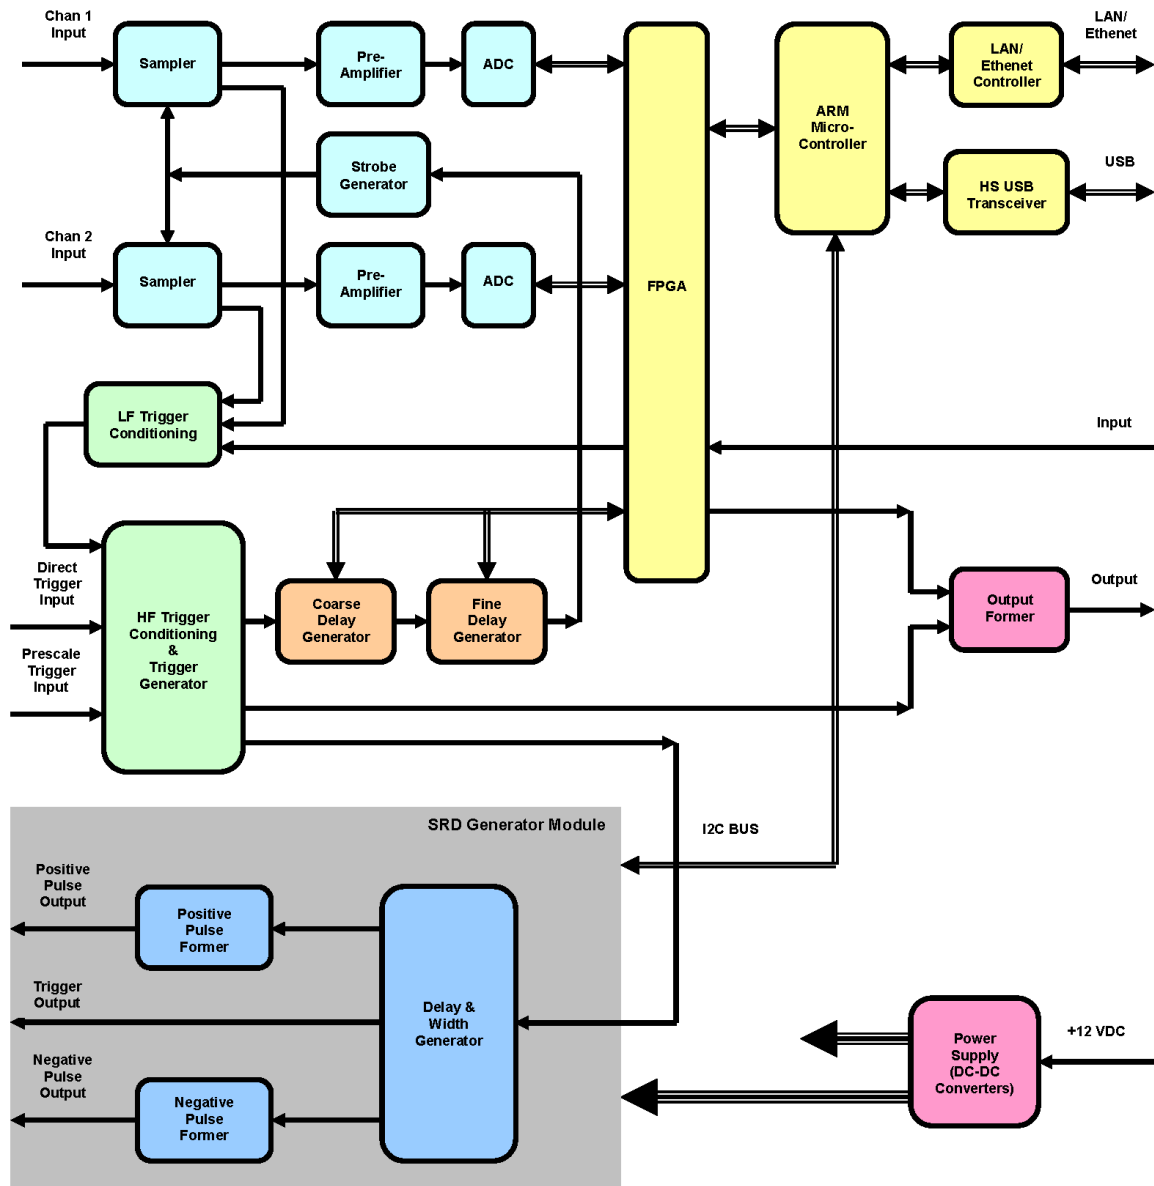 Chan 1
Input
Sampler
Pre-
Amplifier
ADC
LAN/
Ethenet
Controller
LAN/
Ethenet
ARM
Micro-
Controller
Strobe
Generator
HS USB
Transceiver
USB
Chan 2
Input
Sampler
Pre-
Amplifier
ADC
FPGA
LF Trigger
Conditioning
Input
Direct
Trigger
Input
Prescale
Trigger
Input
HF Trigger
Conditioning
&
Trigger
Generator
Coarse
Delay
Generator
Fine
Delay
Generator
Output
Former
Output
SRD Generator Module
I2C BUS
Positive
Pulse
Output
Positive
Pulse
Former
Trigger
Output
Delay &
Width
Generator
Negative
Pulse
Output
Negative
Pulse
Former
Power
Supply
(DC-DC
Converters)
+12 VDC